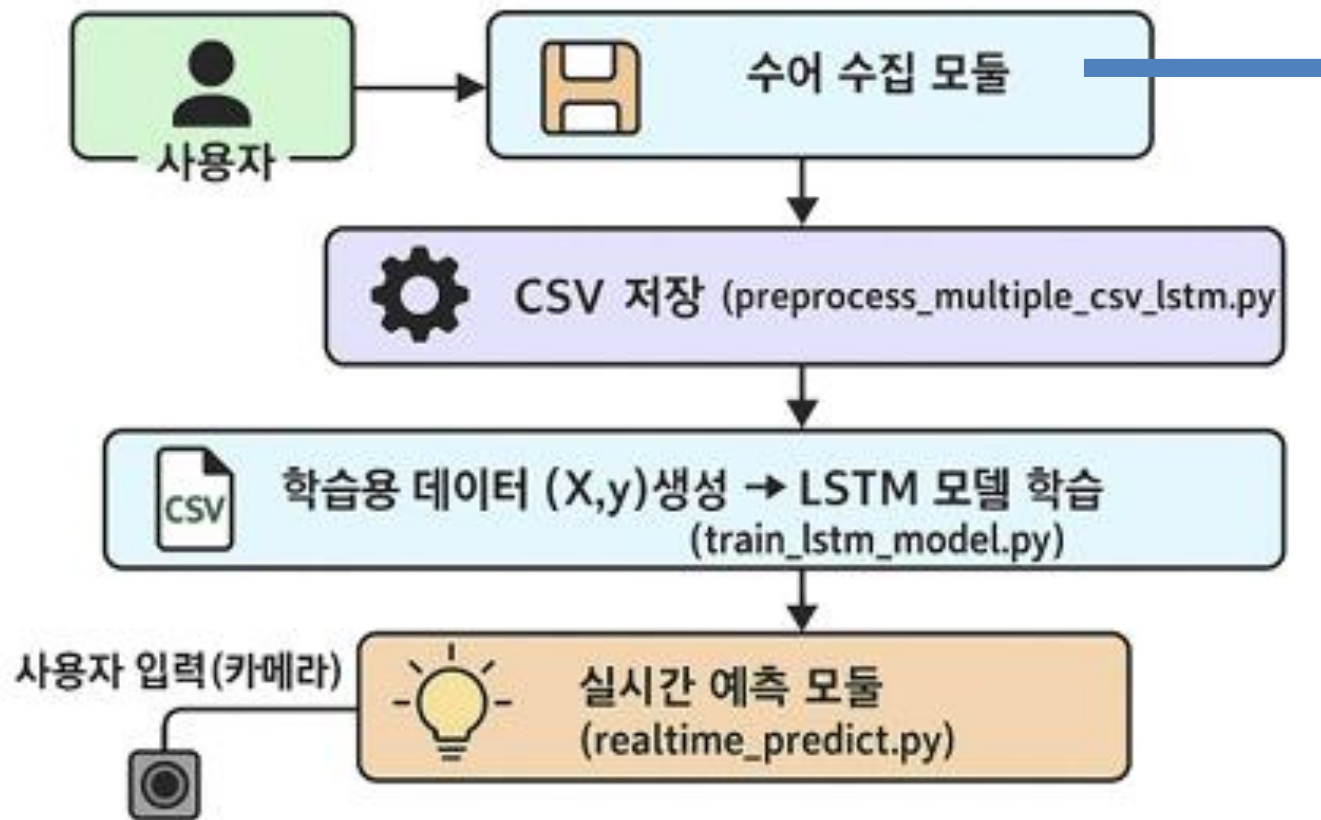 사용자
수어 수집 모듈
CSV 저장 (preprocess_multiple_csv_lstm.py
CSV
학습용 데이터 (X,y)생성 → LSTM 모델 학습
(train_lstm_model.py)
사용자 입력(카메라)
실시간 예측 모듈
(realtime_predict.py)